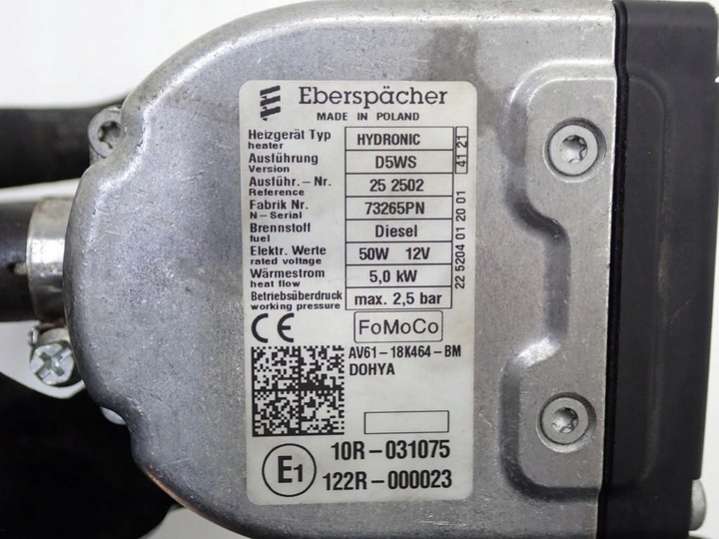 Eberspächer
MADE IN POLAND
Heizgerät Typ HYDRONIC
heater
Ausführung D5WS
Version
Ausführ. - Nr. 25 2502
Reference
Fabrik Nr. 73265PN
N - Serial
Brennstoff Diesel
fuel
Elektr. Werte 50W 12V
rated voltage
Wärmestrom 5,0 kW
heat flow
Betriebsüberdruck max. 2,5 bar
working pressure
41 21
22 5204 01 20 01
CE FoMoCo
AV61-18K464-BM
DOHYA
E1
10R-031075
122R-000023